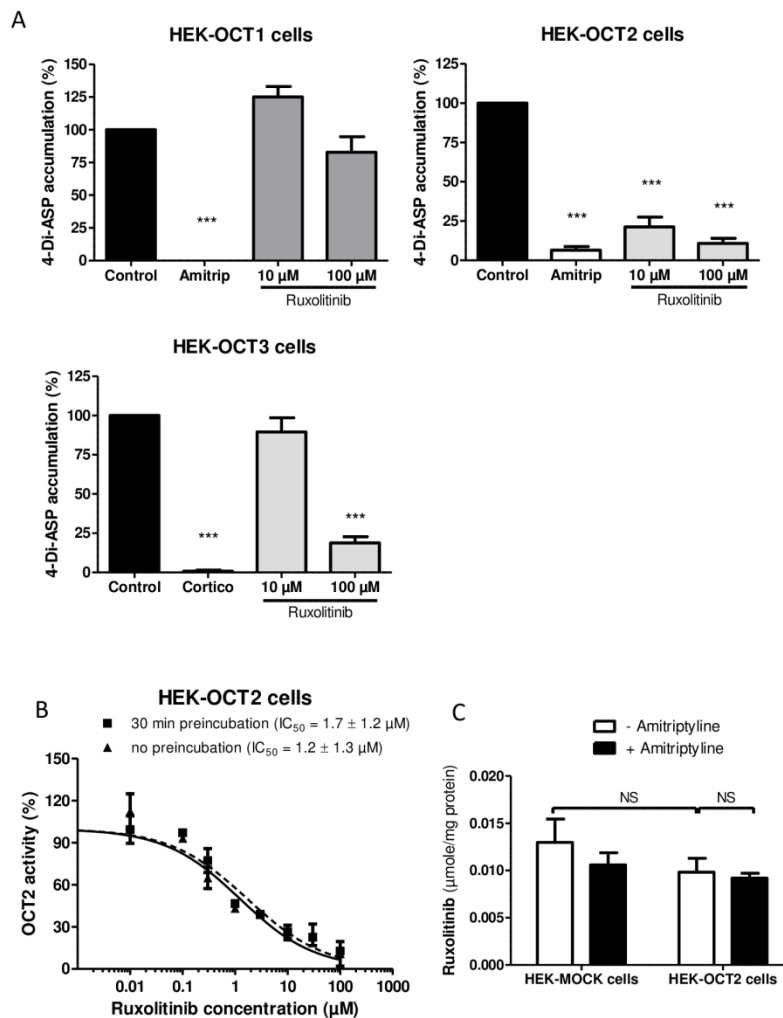 A
HEK-OCT1 cells
4-Di-ASP accumulation (%)
150
125
100
75
50
25
0
Control Amitrip 10 µM 100 µM
***
Ruxolitinib
HEK-OCT2 cells
4-Di-ASP accumulation (%)
125
100
75
50
25
0
*** *** ***
Control Amitrip 10 µM 100 µM
Ruxolitinib
HEK-OCT3 cells
4-Di-ASP accumulation (%)
125
100
75
50
25
0
*** ***
Control Cortico 10 µM 100 µM
Ruxolitinib
B
HEK-OCT2 cells
30 min preincubation (IC50 = 1.7 ± 1.2 µM)
no preincubation (IC50 = 1.2 ± 1.3 µM)
OCT2 activity (%)
150
120
90
60
30
0
0.01 0.1 1 10 100 1000
Ruxolitinib concentration (µM)
C
- Amitriptyline
+ Amitriptyline
Ruxolitinib (µmole/mg protein)
0.020
0.015
0.010
0.005
0.000
NS NS
HEK-MOCK cells HEK-OCT2 cells